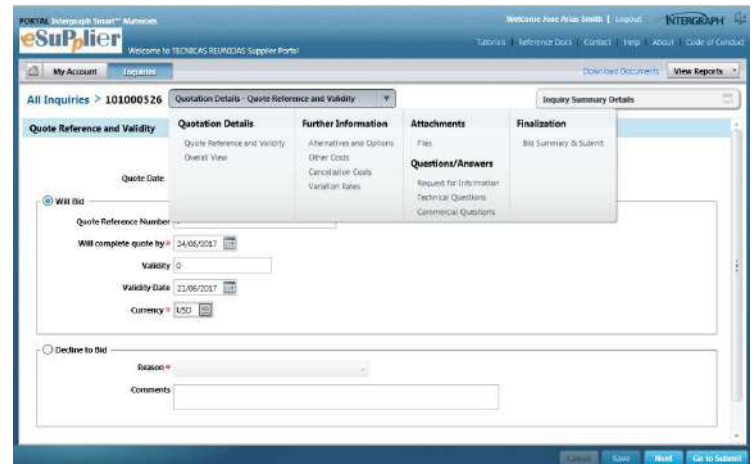 PORTAL Intergraph Smart™ Materials
Welcome Jose Arias Smith | Logout
INTERGRAPH
eSuPplier
Welcome to TECNICAS REUNIDAS Supplier Portal
Tutorials | Reference Docs | Contact | Help | About | Code of Conduct
My Account
Inquiries
Download Documents
View Reports
All Inquiries > 101000526
Quotation Details - Quote Reference and Validity
Inquiry Summary Details
Quote Reference and Validity
Quotation Details
Further Information
Attachments
Finalization
Quote Reference and Validity
Alternatives and Options
Files
Bid Summary & Submit
Overall View
Other Costs
Questions/Answers
Cancellation Costs
Request for Information
Variation Rates
Technical Questions
Commercial Questions
Quote Date
Will Bid
Quote Reference Number
Will complete quote by* 24/06/2017
Validity 0
Validity Date 21/06/2017
Currency* USD
Decline to Bid
Reason*
Comments
Cancel
Save
Next
Go to Submit